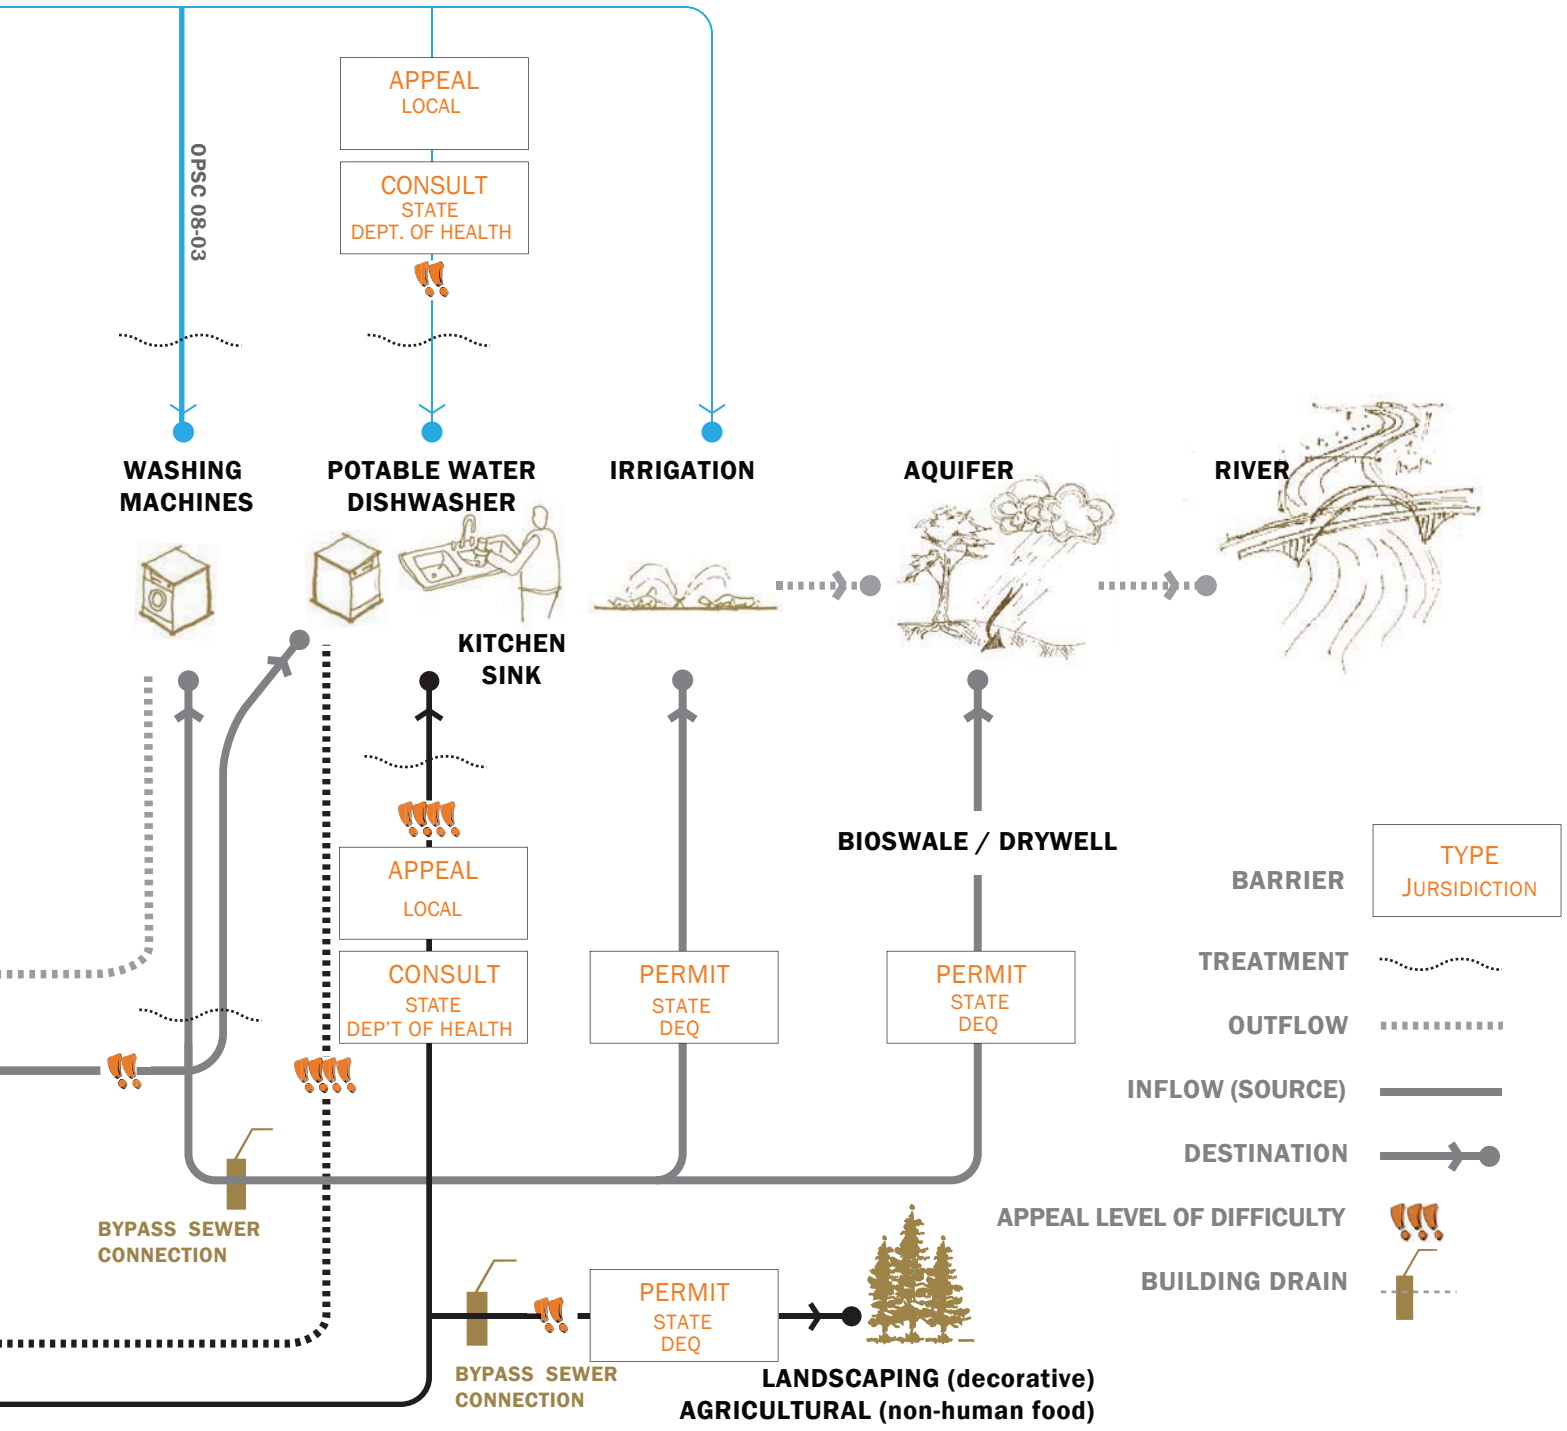 APPEAL
LOCAL
CONSULT
STATE
DEPT. OF HEALTH
OPSC 08-03
WASHING
MACHINES
POTABLE WATER
DISHWASHER
IRRIGATION
AQUIFER
RIVER
KITCHEN
SINK
BIOSWALE / DRYWELL
APPEAL
LOCAL
CONSULT
STATE
DEP'T OF HEALTH
PERMIT
STATE
DEQ
PERMIT
STATE
DEQ
BARRIER
TYPE
JURSIDICTION
TREATMENT
OUTFLOW
INFLOW (SOURCE)
DESTINATION
APPEAL LEVEL OF DIFFICULTY
BUILDING DRAIN
BYPASS SEWER
CONNECTION
PERMIT
STATE
DEQ
BYPASS SEWER
CONNECTION
LANDSCAPING (decorative)
AGRICULTURAL (non-human food)